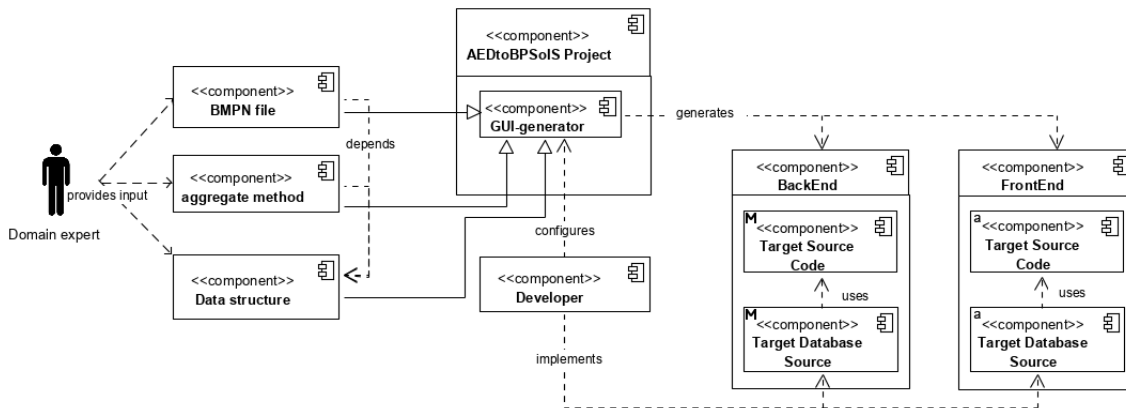 <<component>>
AEDtoBPSoIS Project
<<component>>
BMPN file
<<component>>
GUI-generator
generates
depends
<<component>>
aggregate method
provides input
Domain expert
<<component>>
BackEnd
<<component>>
FrontEnd
configures
M
<<component>>
Target Source
Code
a
<<component>>
Target Source
Code
<<component>>
Data structure
<<component>>
Developer
uses
uses
M
<<component>>
Target Database
Source
a
<<component>>
Target Database
Source
implements